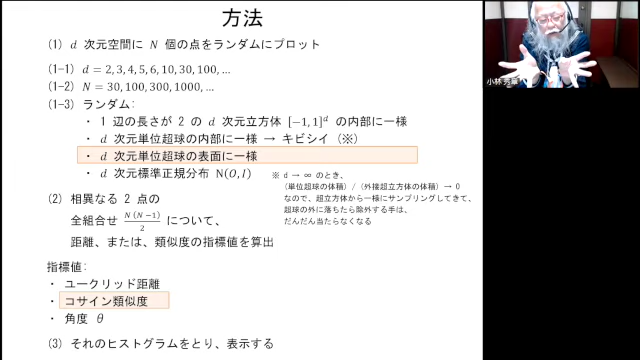 方法
(1) d 次元空間に N 個の点をランダムにプロット
(1-1) d = 2,3,4,5,6,10,30,100,…
(1-2) N = 30,100,300,1000,…
(1-3) ランダム:
・ 1 辺の長さが 2 の d 次元立方体 [−1,1]^d の内部に一様
・ d 次元単位超球の内部に一様 → キビシイ (※)
・ d 次元単位超球の表面に一様
・ d 次元標準正規分布 N(O,I)
※ d → ∞ のとき、
(単位超球の体積) / (外接超立方体の体積) → 0
なので、超立方体から一様にサンプリングしてきて、
超球の外に落ちたら除外する手は、
だんだん当たらなくなる
(2) 相異なる 2 点の
全組合せ N(N−1)/2 について、
距離、または、類似度の指標値を算出
指標値:
・ ユークリッド距離
・ コサイン類似度
・ 角度 θ
(3) それのヒストグラムをとり、表示する
小林 秀章